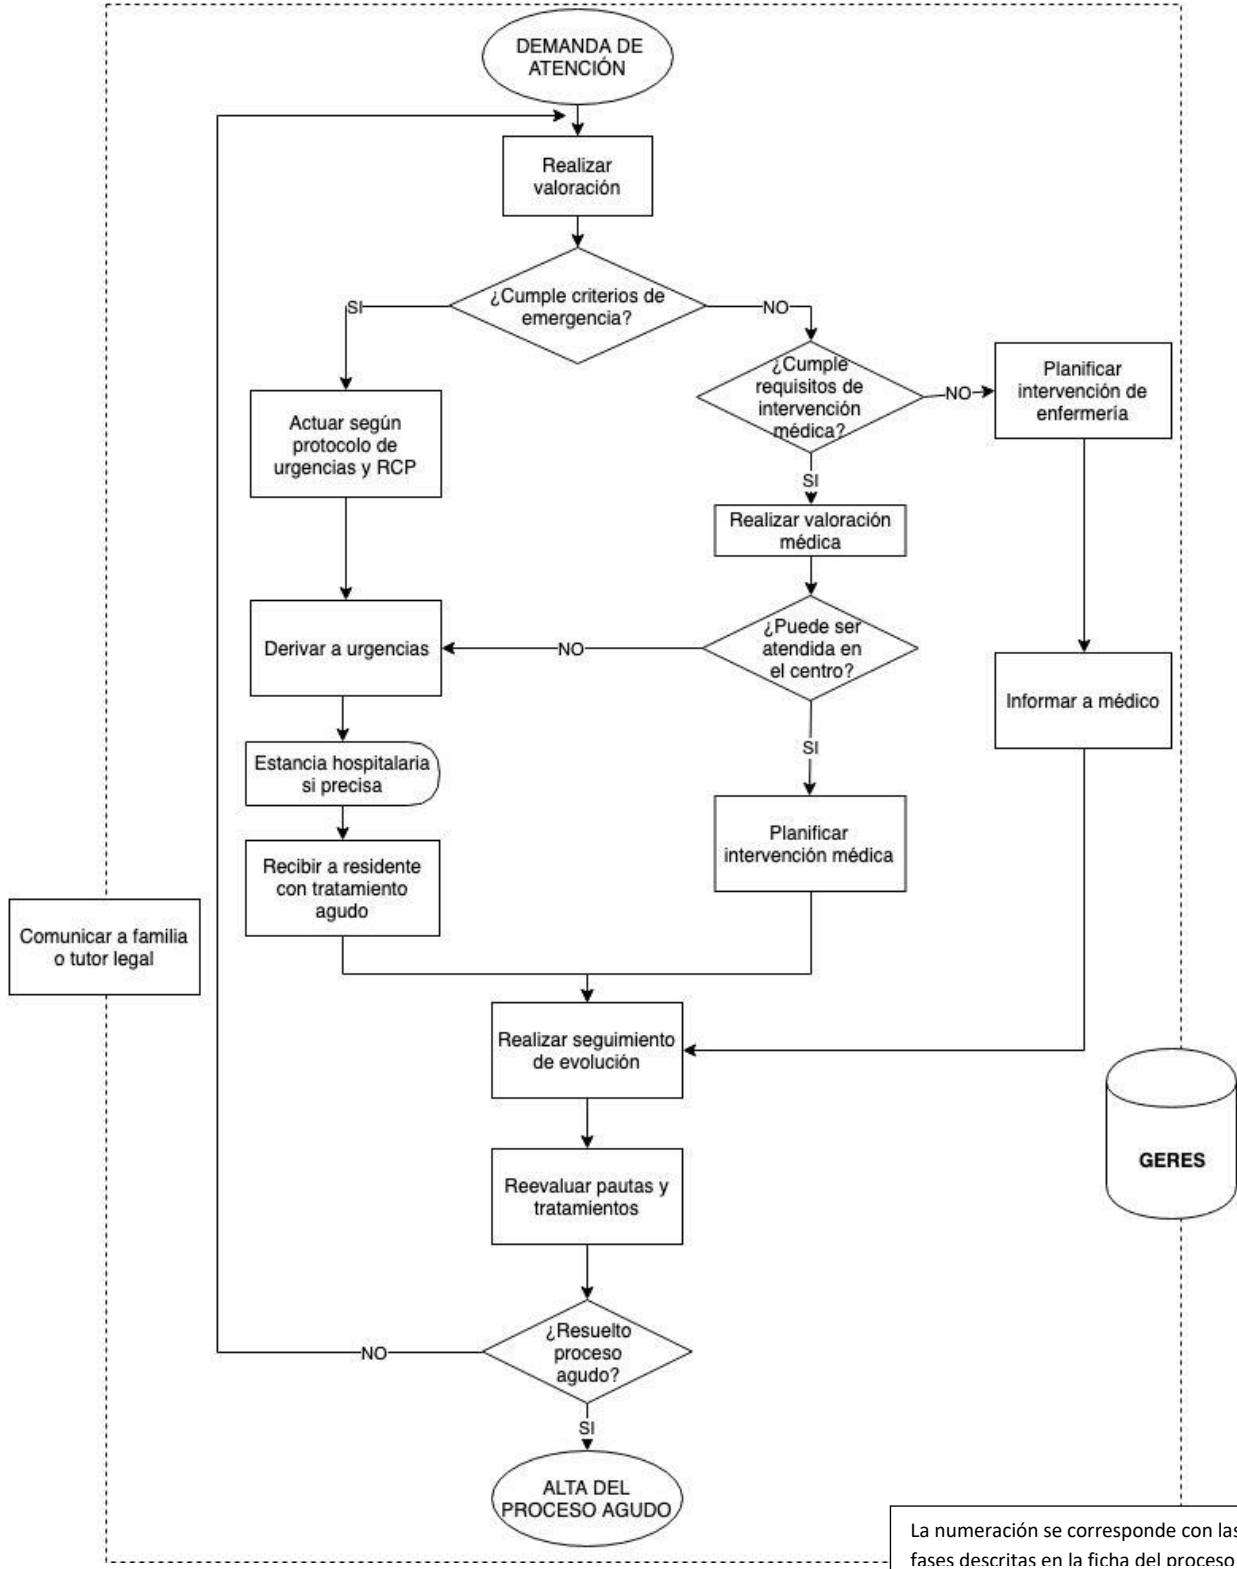 DEMANDA DE
ATENCIÓN
Realizar
valoración
¿Cumple criterios de
emergencia?
SI
NO
¿Cumple
requisitos de
intervención
médica?
NO
Planificar
intervención de
enfermería
Actuar según
protocolo de
urgencias y RCP
SI
Realizar valoración
médica
Derivar a urgencias
NO
¿Puede ser
atendida en
el centro?
Informar a médico
SI
Estancia hospitalaria
si precisa
Planificar
intervención médica
Recibir a residente
con tratamiento
agudo
Comunicar a familia
o tutor legal
Realizar seguimiento
de evolución
GERES
Reevaluar pautas y
tratamientos
¿Resuelto
proceso
agudo?
NO
SI
ALTA DEL
PROCESO AGUDO
La numeración se corresponde con las
fases descritas en la ficha del proceso